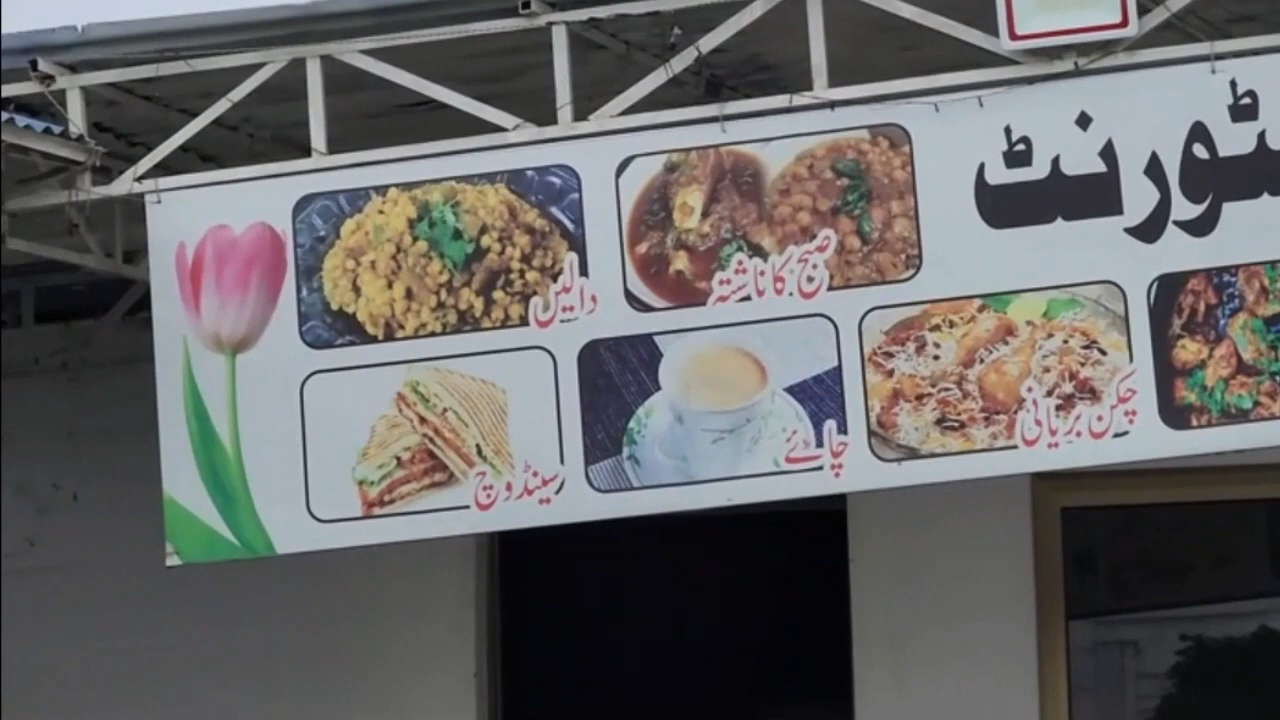 ٹورنٹ
صبح کا ناشتہ
دالیں
چکن بریانی
چائے
سینڈوچ